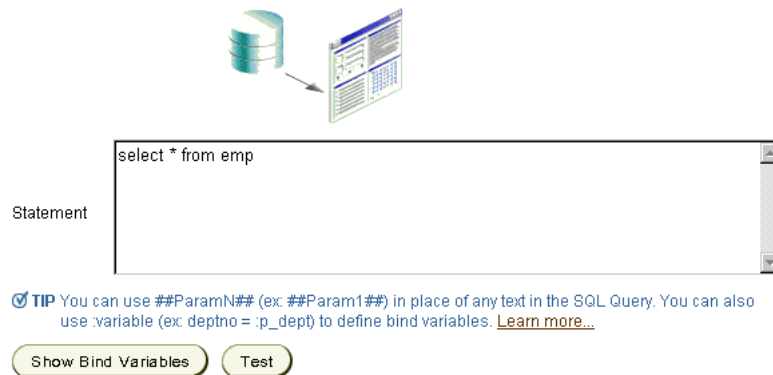 select * from emp
Statement
TIP You can use ##ParamN## (ex: ##Param1##) in place of any text in the SQL Query. You can also
use :variable (ex: deptno = :p_dept) to define bind variables. Learn more...
Show Bind Variables Test